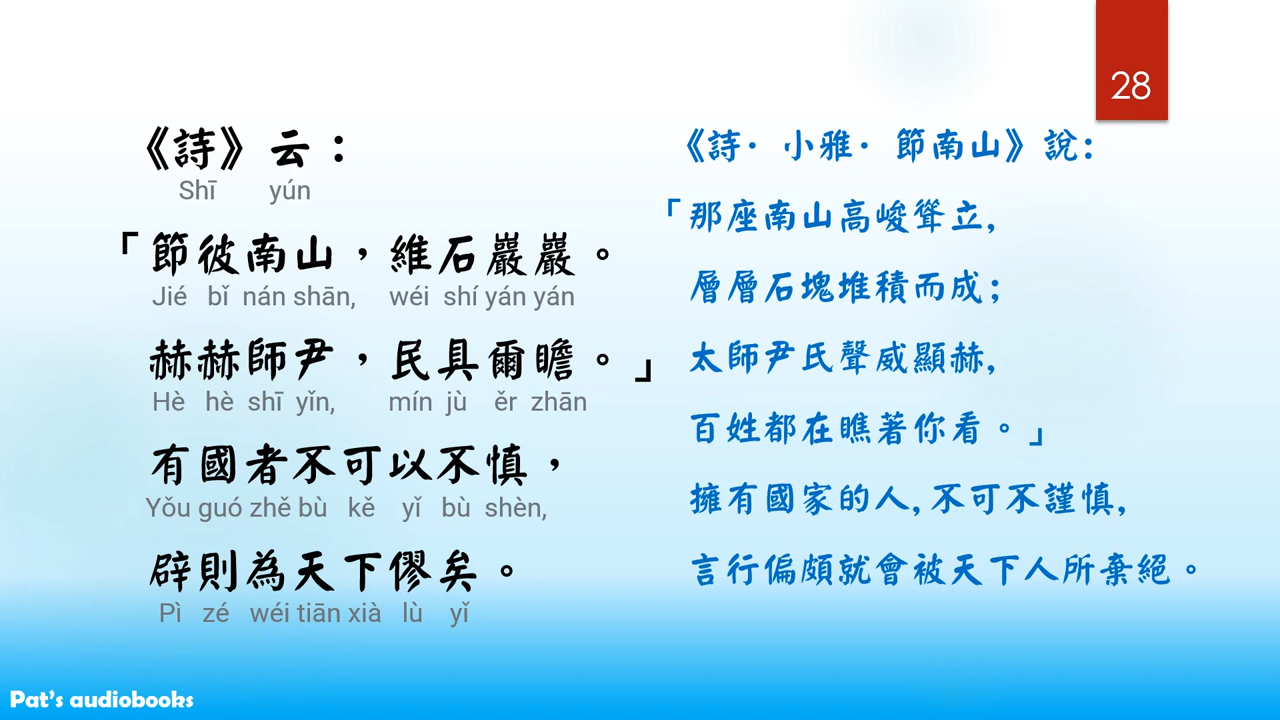 28
《詩》云：
Shī yún
「節彼南山，維石巖巖。
Jié bǐ nán shān, wéi shí yán yán
赫赫師尹，民具爾瞻。」
Hè hè shī yǐn, mín jù ěr zhān
有國者不可以不慎，
Yǒu guó zhě bù kě yǐ bù shèn,
辟則為天下僇矣。
Pì zé wéi tiān xià lù yǐ
《詩·小雅·節南山》說:
「那座南山高峻聳立,
層層石塊堆積而成;
太師尹氏聲威顯赫,
百姓都在瞧著你看。」
擁有國家的人,不可不謹慎,
言行偏頗就會被天下人所棄絕。
Pat's audiobooks